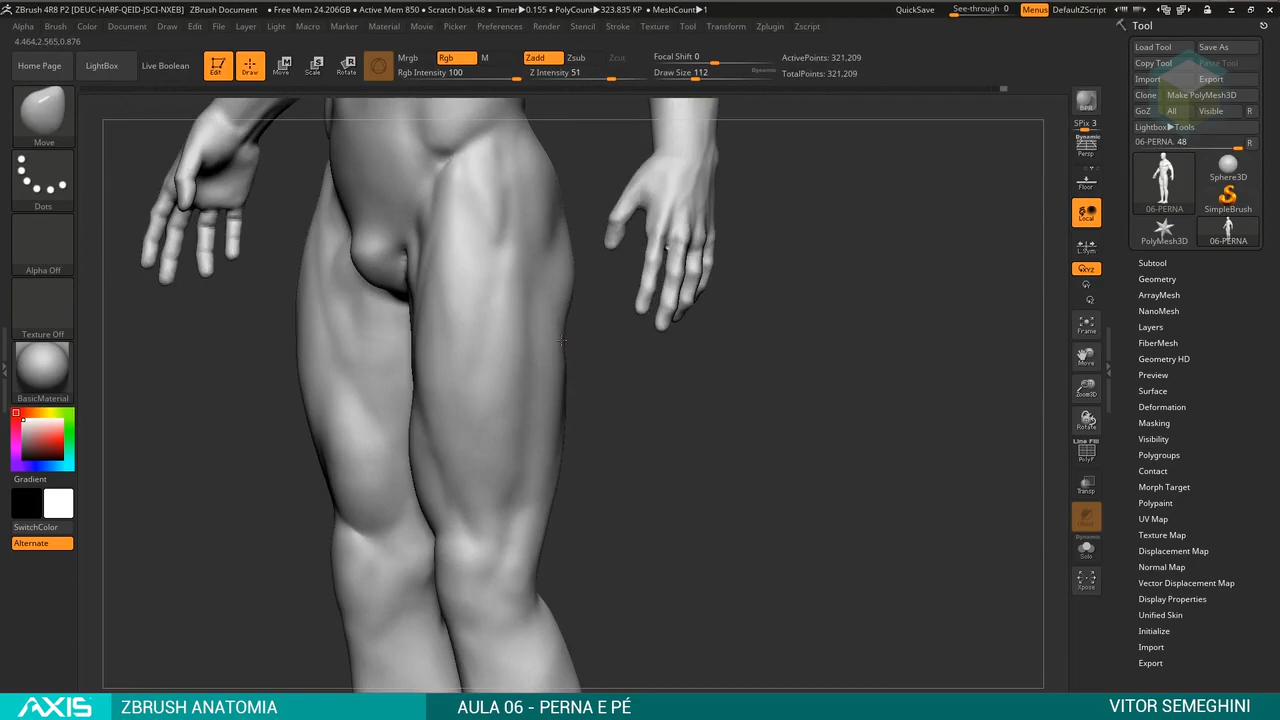 ZBrush 4R8 P2 [DEUC-HARF-QEID-JSCI-NXEB] ZBrush Document • Free Mem 24.206GB • Active Mem 850 • Scratch Disk 48 • Timer▶0.155 • PolyCount▶323.835 KP • MeshCount▶1 QuickSave See-through 0 Menus DefaultZScript
Alpha Brush Color Document Draw Edit File Layer Light Macro Marker Material Movie Picker Preferences Render Stencil Stroke Texture Tool Transform Zplugin Zscript
4.464,2.565,0.876
Home Page LightBox Live Boolean
Edit Draw Move Scale Rotate
Mrgb Rgb M
Rgb Intensity 100
Zadd Zsub Zcut
Z Intensity 51
Focal Shift 0
Draw Size 112 Dynamic
ActivePoints: 321,209
TotalPoints: 321,209
Move
Dots
Alpha Off
Texture Off
BasicMaterial
Gradient
SwitchColor
Alternate
BPR
SPix 3
Dynamic
Persp
Floor
Local
L.Sym
XYZ
Frame
Move
Zoom3D
Rotate
Line Fill
PolyF
Transp
Dynamic
Solo
Xpose
Tool
Load Tool Save As
Copy Tool Paste Tool
Import Export
Clone Make PolyMesh3D
GoZ All Visible R
Lightbox▶Tools
06-PERNA. 48 R
06-PERNA
Sphere3D
SimpleBrush
PolyMesh3D
06-PERNA
Subtool
Geometry
ArrayMesh
NanoMesh
Layers
FiberMesh
Geometry HD
Preview
Surface
Deformation
Masking
Visibility
Polygroups
Contact
Morph Target
Polypaint
UV Map
Texture Map
Displacement Map
Normal Map
Vector Displacement Map
Display Properties
Unified Skin
Initialize
Import
Export
AXIS ZBRUSH ANATOMIA AULA 06 - PERNA E PÉ VITOR SEMEGHINI